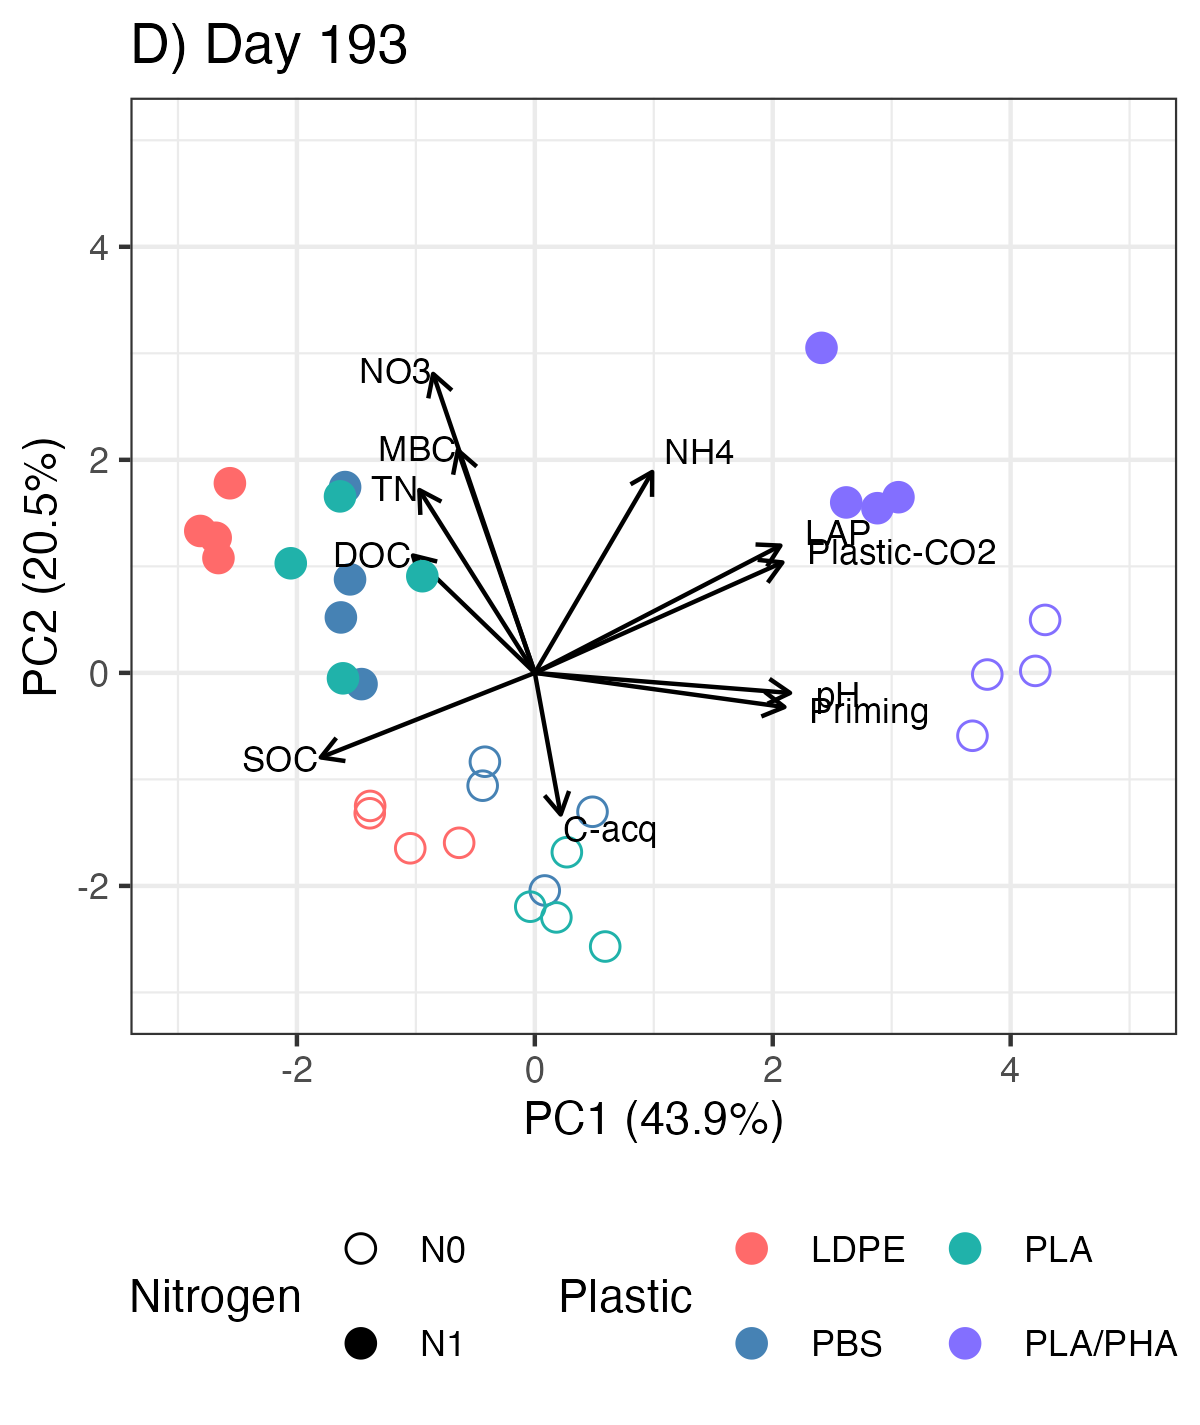 D) Day 193
PC2 (20.5%)
4
2
0
-2
NO3
MBC
NH4
TN
LAP
Plastic-CO2
DOC
pH
Priming
SOC
C-acq
-2 0 2 4
PC1 (43.9%)
Nitrogen
N0
N1
Plastic
LDPE
PLA
PBS
PLA/PHA